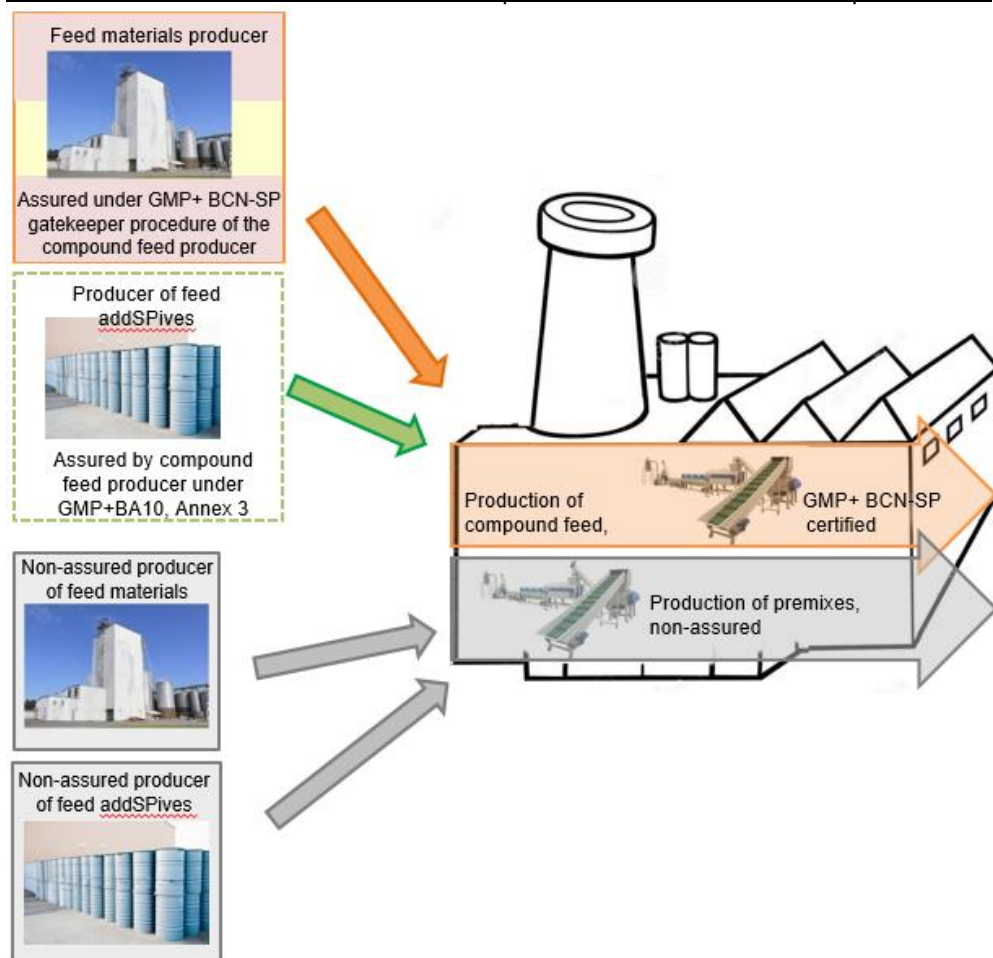 Feed materials producer
Assured under GMP+ BCN-SP
gatekeeper procedure of the
compound feed producer
Producer of feed
addSPives
Assured by compound
feed producer under
GMP+BA10, Annex 3
Non-assured producer
of feed materials
Non-assured producer
of feed addSPives
Production of
compound feed,
GMP+ BCN-SP
certified
Production of premixes,
non-assured